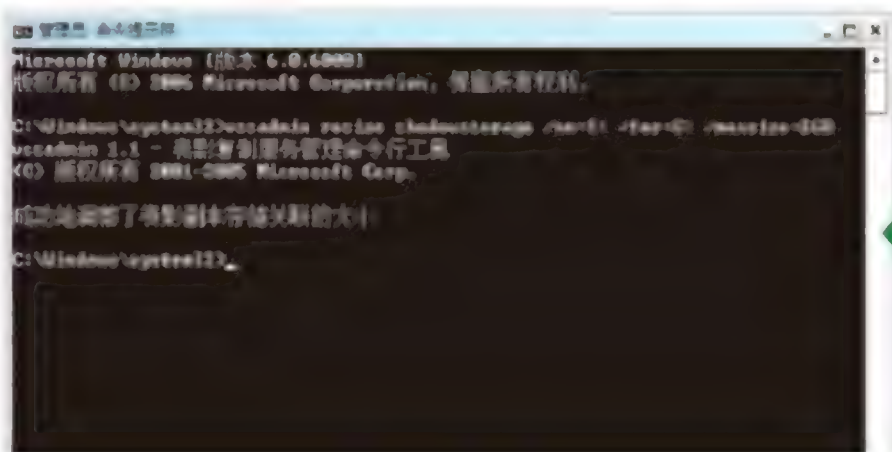 管理员: 命令提示符
Microsoft Windows [版本 6.0.6000]
版权所有 (C) 2006 Microsoft Corporation。保留所有权利。
C:\Windows\system32>vssadmin resize shadowstorage
vssadmin 1.1 - 卷影复制服务管理命令行工具
(C) 版权所有 2001-2005 Microsoft Corp.
成功地调整了卷影副本存储关联的大小
C:\Windows\system32>